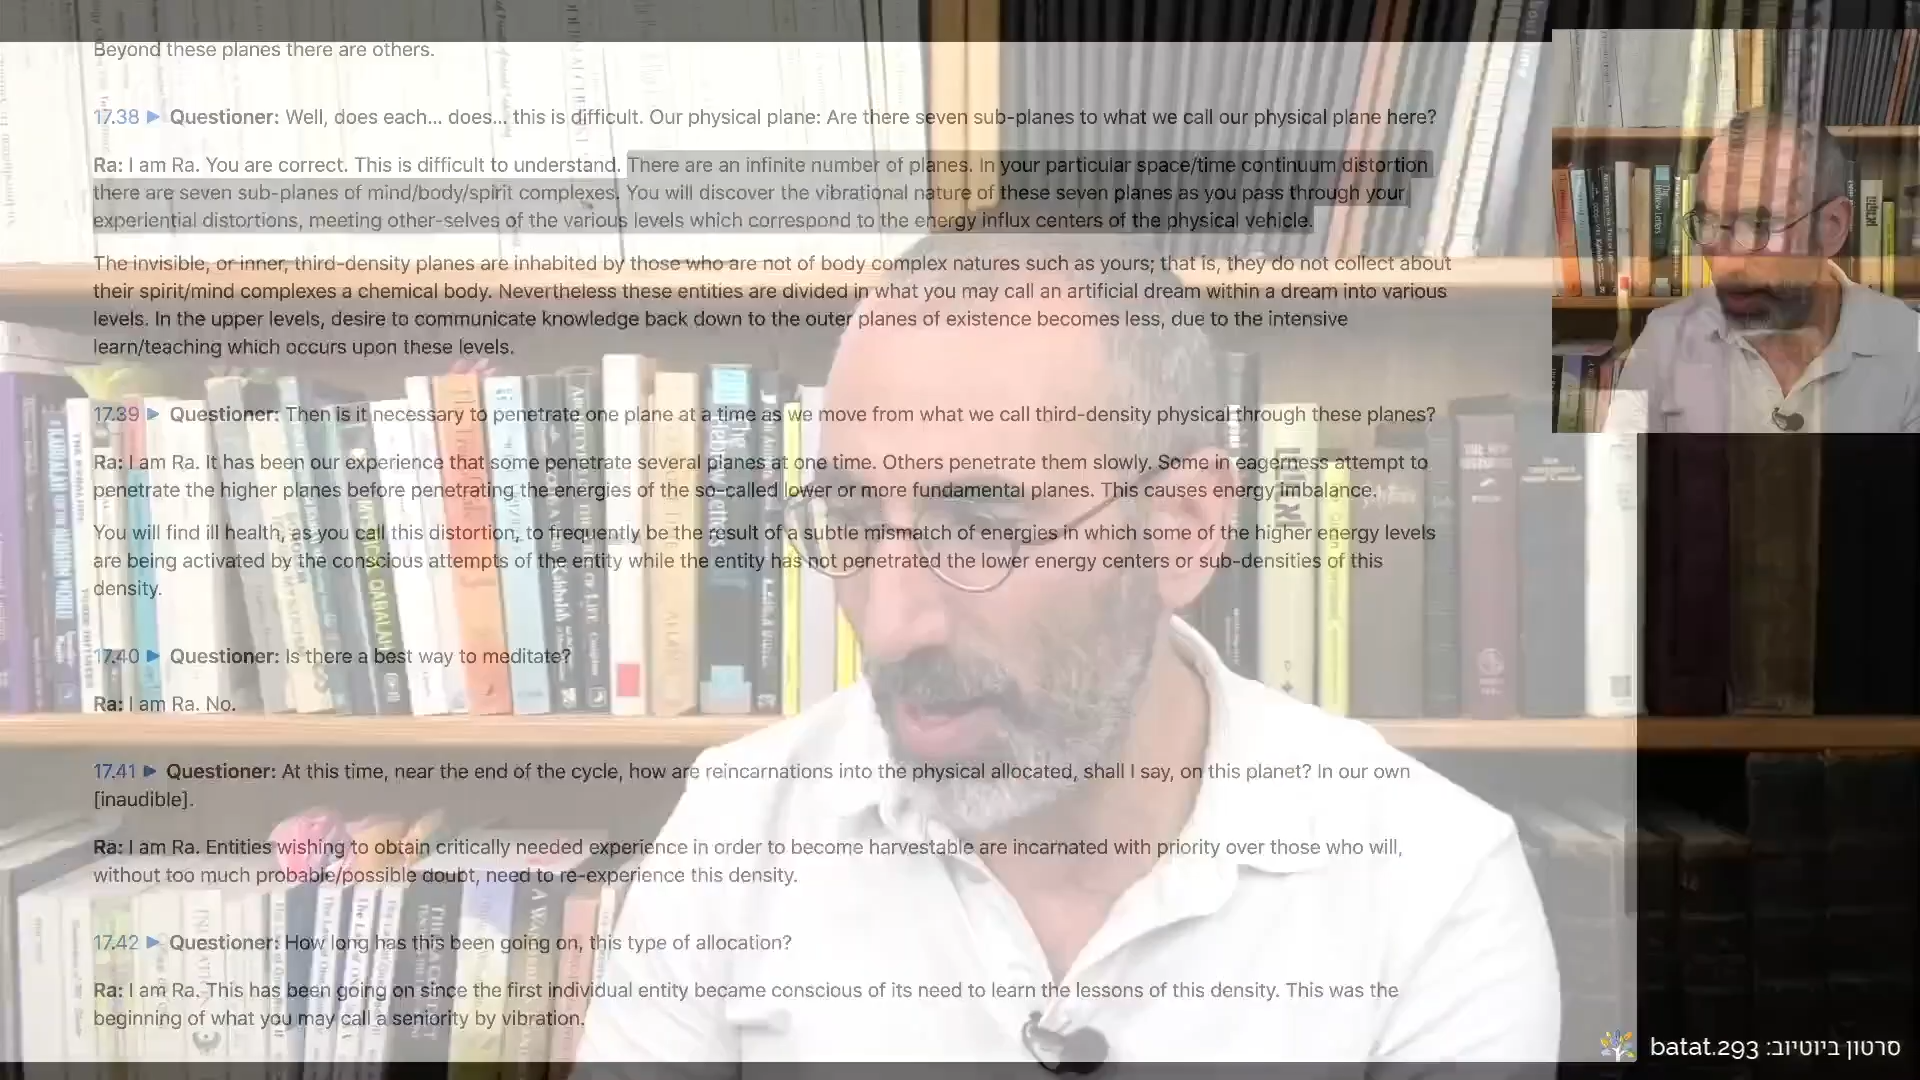 Beyond these planes there are others.
17.38 ▶ Questioner: Well, does each... does... this is difficult. Our physical plane: Are there seven sub-planes to what we call our physical plane here?
Ra: I am Ra. You are correct. This is difficult to understand. There are an infinite number of planes. In your particular space/time continuum distortion
there are seven sub-planes of mind/body/spirit complexes. You will discover the vibrational nature of these seven planes as you pass through your
experiential distortions, meeting other-selves of the various levels which correspond to the energy influx centers of the physical vehicle.
The invisible, or inner, third-density planes are inhabited by those who are not of body complex natures such as yours; that is, they do not collect about
their spirit/mind complexes a chemical body. Nevertheless these entities are divided in what you may call an artificial dream within a dream into various
levels. In the upper levels, desire to communicate knowledge back down to the outer planes of existence becomes less, due to the intensive
learn/teaching which occurs upon these levels.
17.39 ▶ Questioner: Then is it necessary to penetrate one plane at a time as we move from what we call third-density physical through these planes?
Ra: I am Ra. It has been our experience that some penetrate several planes at one time. Others penetrate them slowly. Some in eagerness attempt to
penetrate the higher planes before penetrating the energies of the so-called lower or more fundamental planes. This causes energy imbalance.
You will find ill health, as you call this distortion, to frequently be the result of a subtle mismatch of energies in which some of the higher energy levels
are being activated by the conscious attempts of the entity while the entity has not penetrated the lower energy centers or sub-densities of this
density.
17.40 ▶ Questioner: Is there a best way to meditate?
Ra: I am Ra. No.
17.41 ▶ Questioner: At this time, near the end of the cycle, how are reincarnations into the physical allocated, shall I say, on this planet? In our own
[inaudible].
Ra: I am Ra. Entities wishing to obtain critically needed experience in order to become harvestable are incarnated with priority over those who will,
without too much probable/possible doubt, need to re-experience this density.
17.42 ▶ Questioner: How long has this been going on, this type of allocation?
Ra: I am Ra. This has been going on since the first individual entity became conscious of its need to learn the lessons of this density. This was the
beginning of what you may call a seniority by vibration.
סרטון ביוטיוב: batat.293